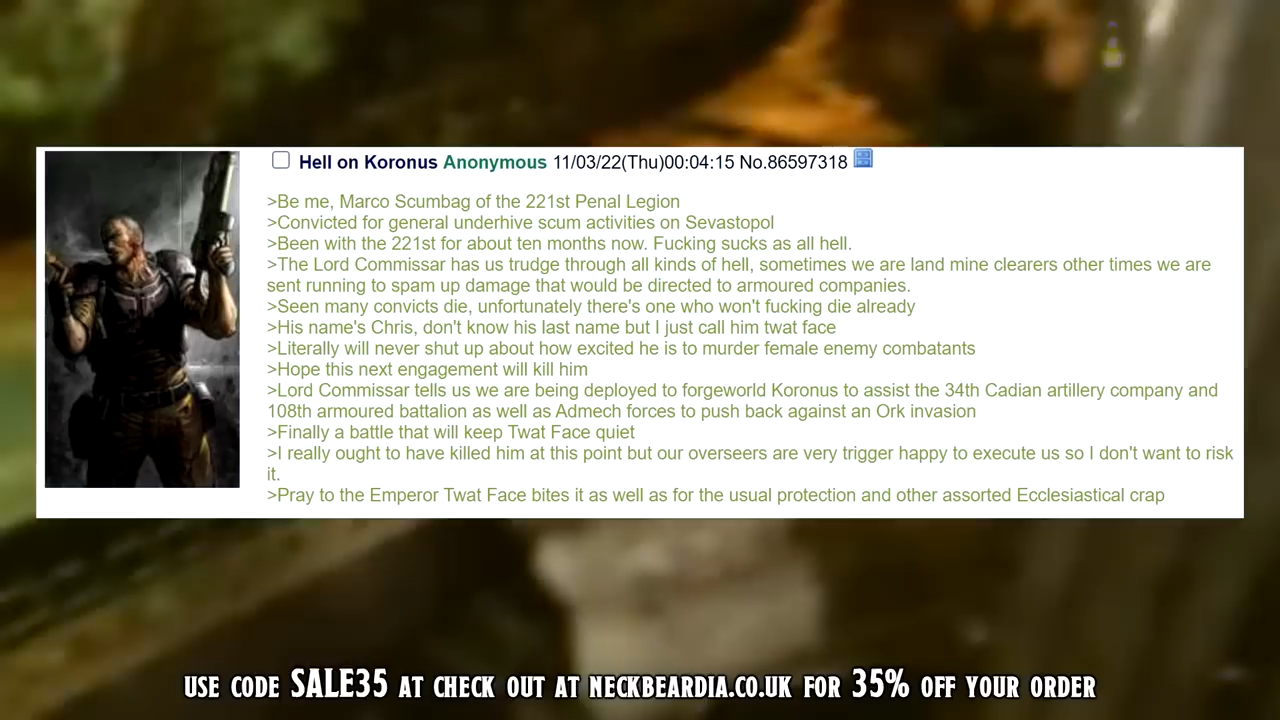 Hell on Koronus Anonymous 11/03/22(Thu)00:04:15 No.86597318
>Be me, Marco Scumbag of the 221st Penal Legion
>Convicted for general underhive scum activities on Sevastopol
>Been with the 221st for about ten months now. Fucking sucks as all hell.
>The Lord Commissar has us trudge through all kinds of hell, sometimes we are land mine clearers other times we are
sent running to spam up damage that would be directed to armoured companies.
>Seen many convicts die, unfortunately there's one who won't fucking die already
>His name's Chris, don't know his last name but I just call him twat face
>Literally will never shut up about how excited he is to murder female enemy combatants
>Hope this next engagement will kill him
>Lord Commissar tells us we are being deployed to forgeworld Koronus to assist the 34th Cadian artillery company and
108th armoured battalion as well as Admech forces to push back against an Ork invasion
>Finally a battle that will keep Twat Face quiet
>I really ought to have killed him at this point but our overseers are very trigger happy to execute us so I don't want to risk
it.
>Pray to the Emperor Twat Face bites it as well as for the usual protection and other assorted Ecclesiastical crap
USE CODE SALE35 AT CHECK OUT AT NECKBEARDIA.CO.UK FOR 35% OFF YOUR ORDER